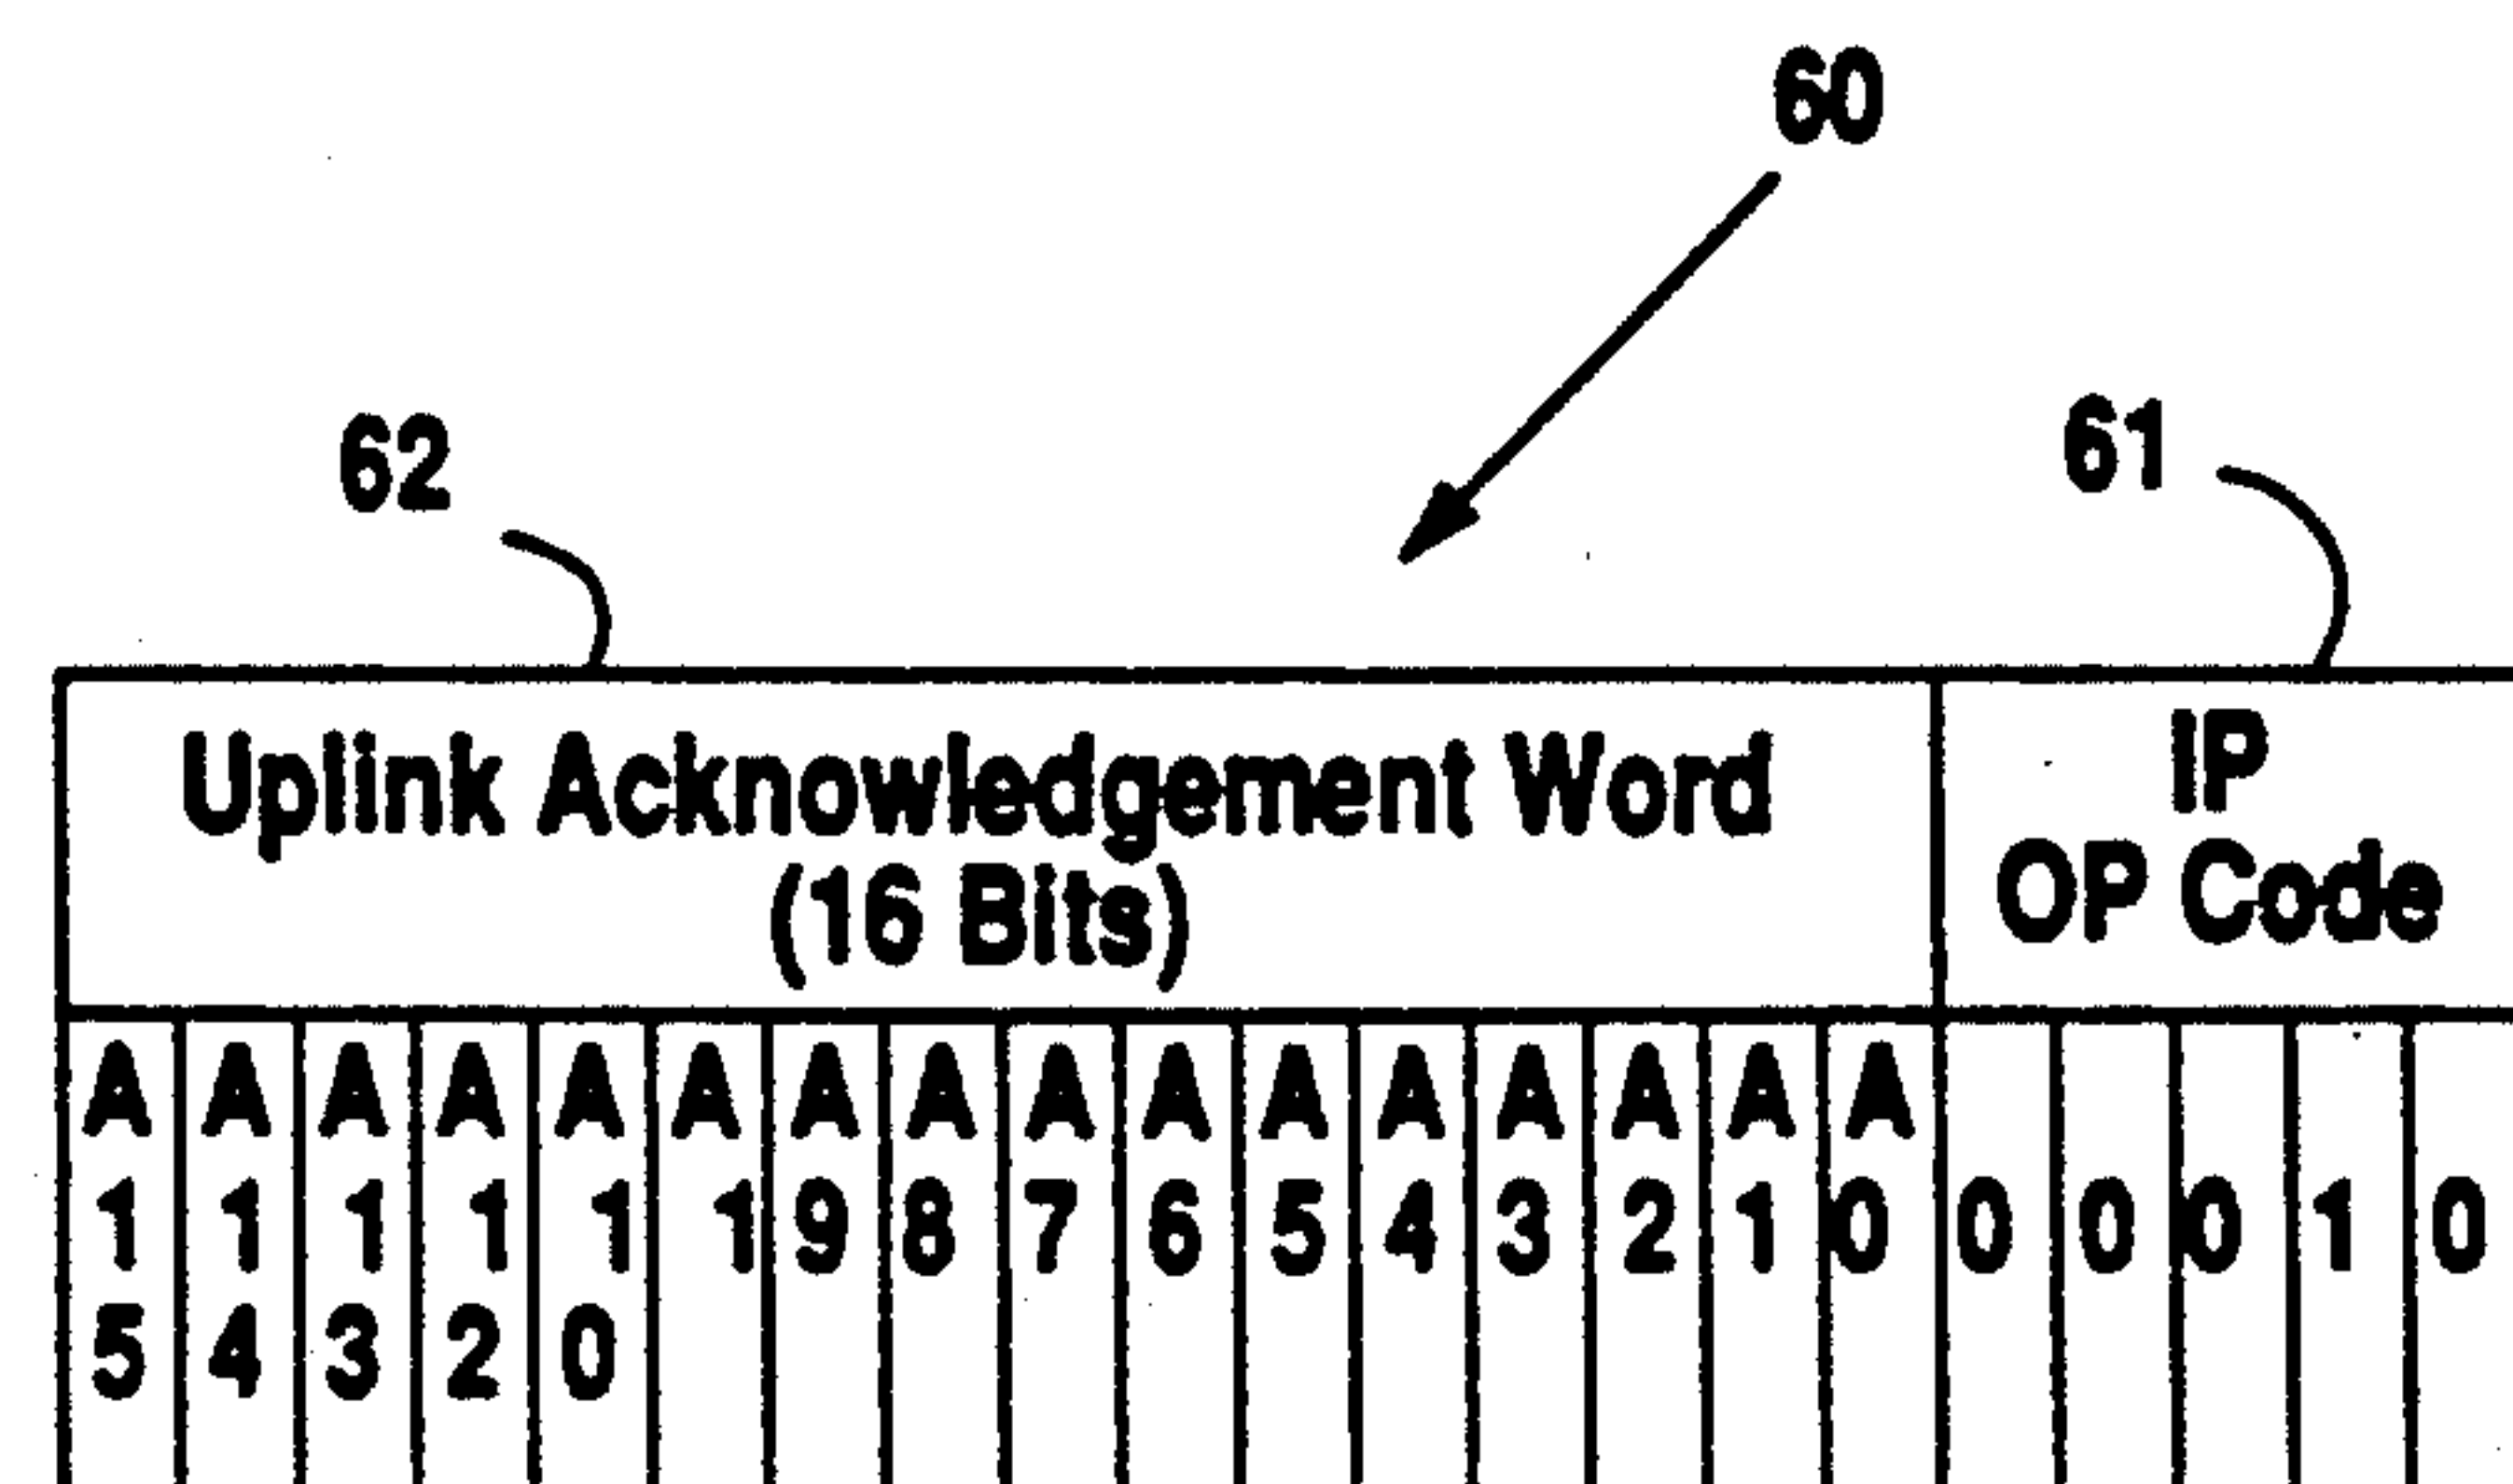 60
62
61
Uplink Acknowledgement Word
(16 Bits)
IP
OP Code
A A A A A A A A A A A A A A A A
1 1 1 1 1 1 9 8 7 6 5 4 3 2 1 0 0 0 0 1 0
5 4 3 2 0